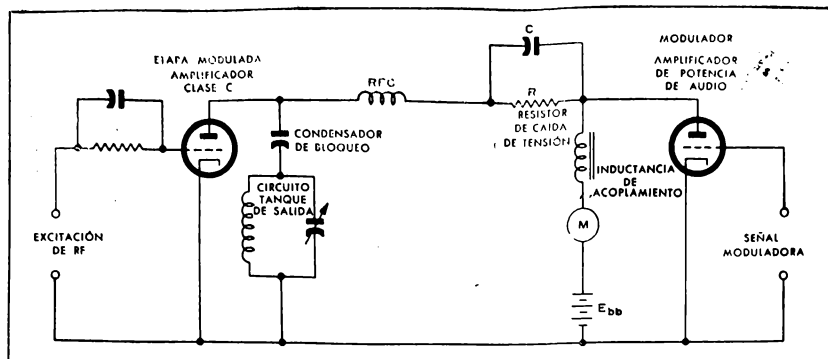 ETAPA MODULADA
AMPLIFICADOR
CLASE C
RFC
C
R
RESISTOR
DE CAIDA
DE TENSIÓN
MODULADOR
AMPLIFICADOR
DE POTENCIA
DE AUDIO
CONDENSADOR
DE BLOQUEO
CIRCUITO
TANQUE
DE SALIDA
INDUCTANCIA
DE
ACOPLAMIENTO
M
Ebb
EXCITACIÓN
DE RF
SEÑAL
MODULADORA